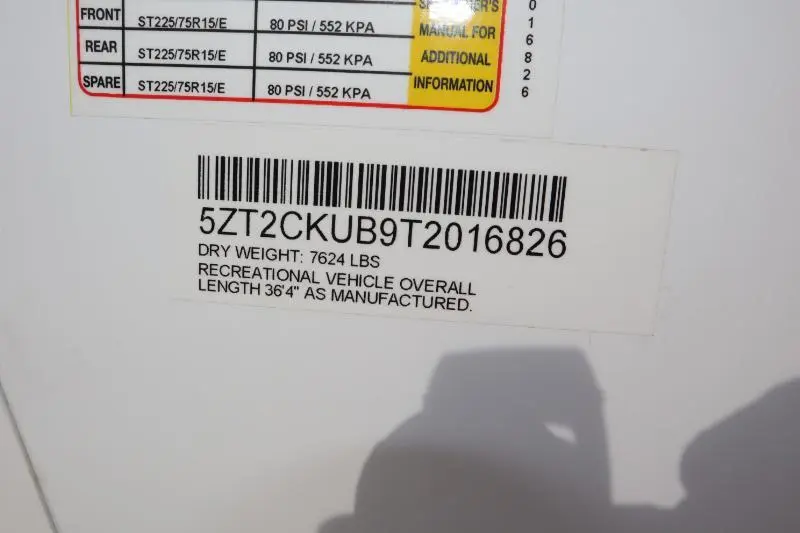 FRONT ST225/75R15/E 80 PSI / 552 KPA MANUAL FOR
REAR ST225/75R15/E 80 PSI / 552 KPA ADDITIONAL
SPARE ST225/75R15/E 80 PSI / 552 KPA INFORMATION
0
1
6
8
2
6
5ZT2CKUB9T2016826
DRY WEIGHT: 7624 LBS
RECREATIONAL VEHICLE OVERALL
LENGTH 36'4" AS MANUFACTURED.